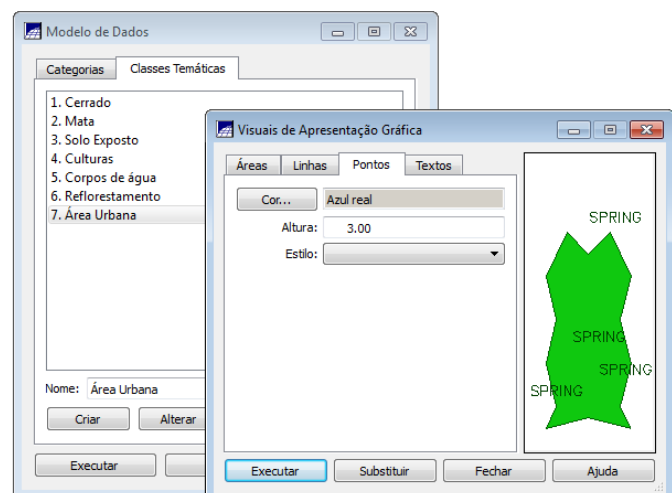 Modelo de Dados
Categorias
Classes Temáticas
1. Cerrado
2. Mata
3. Solo Exposto
4. Culturas
5. Corpos de água
6. Reflorestamento
7. Área Urbana
Nome: Área Urbana
Criar
Alterar
Executar
Visuais de Apresentação Gráfica
Áreas
Linhas
Pontos
Textos
Cor... Azul real
Altura: 3.00
Estilo:
SPRING
SPRING
SPRING
SPRING
Executar
Substituir
Fechar
Ajuda